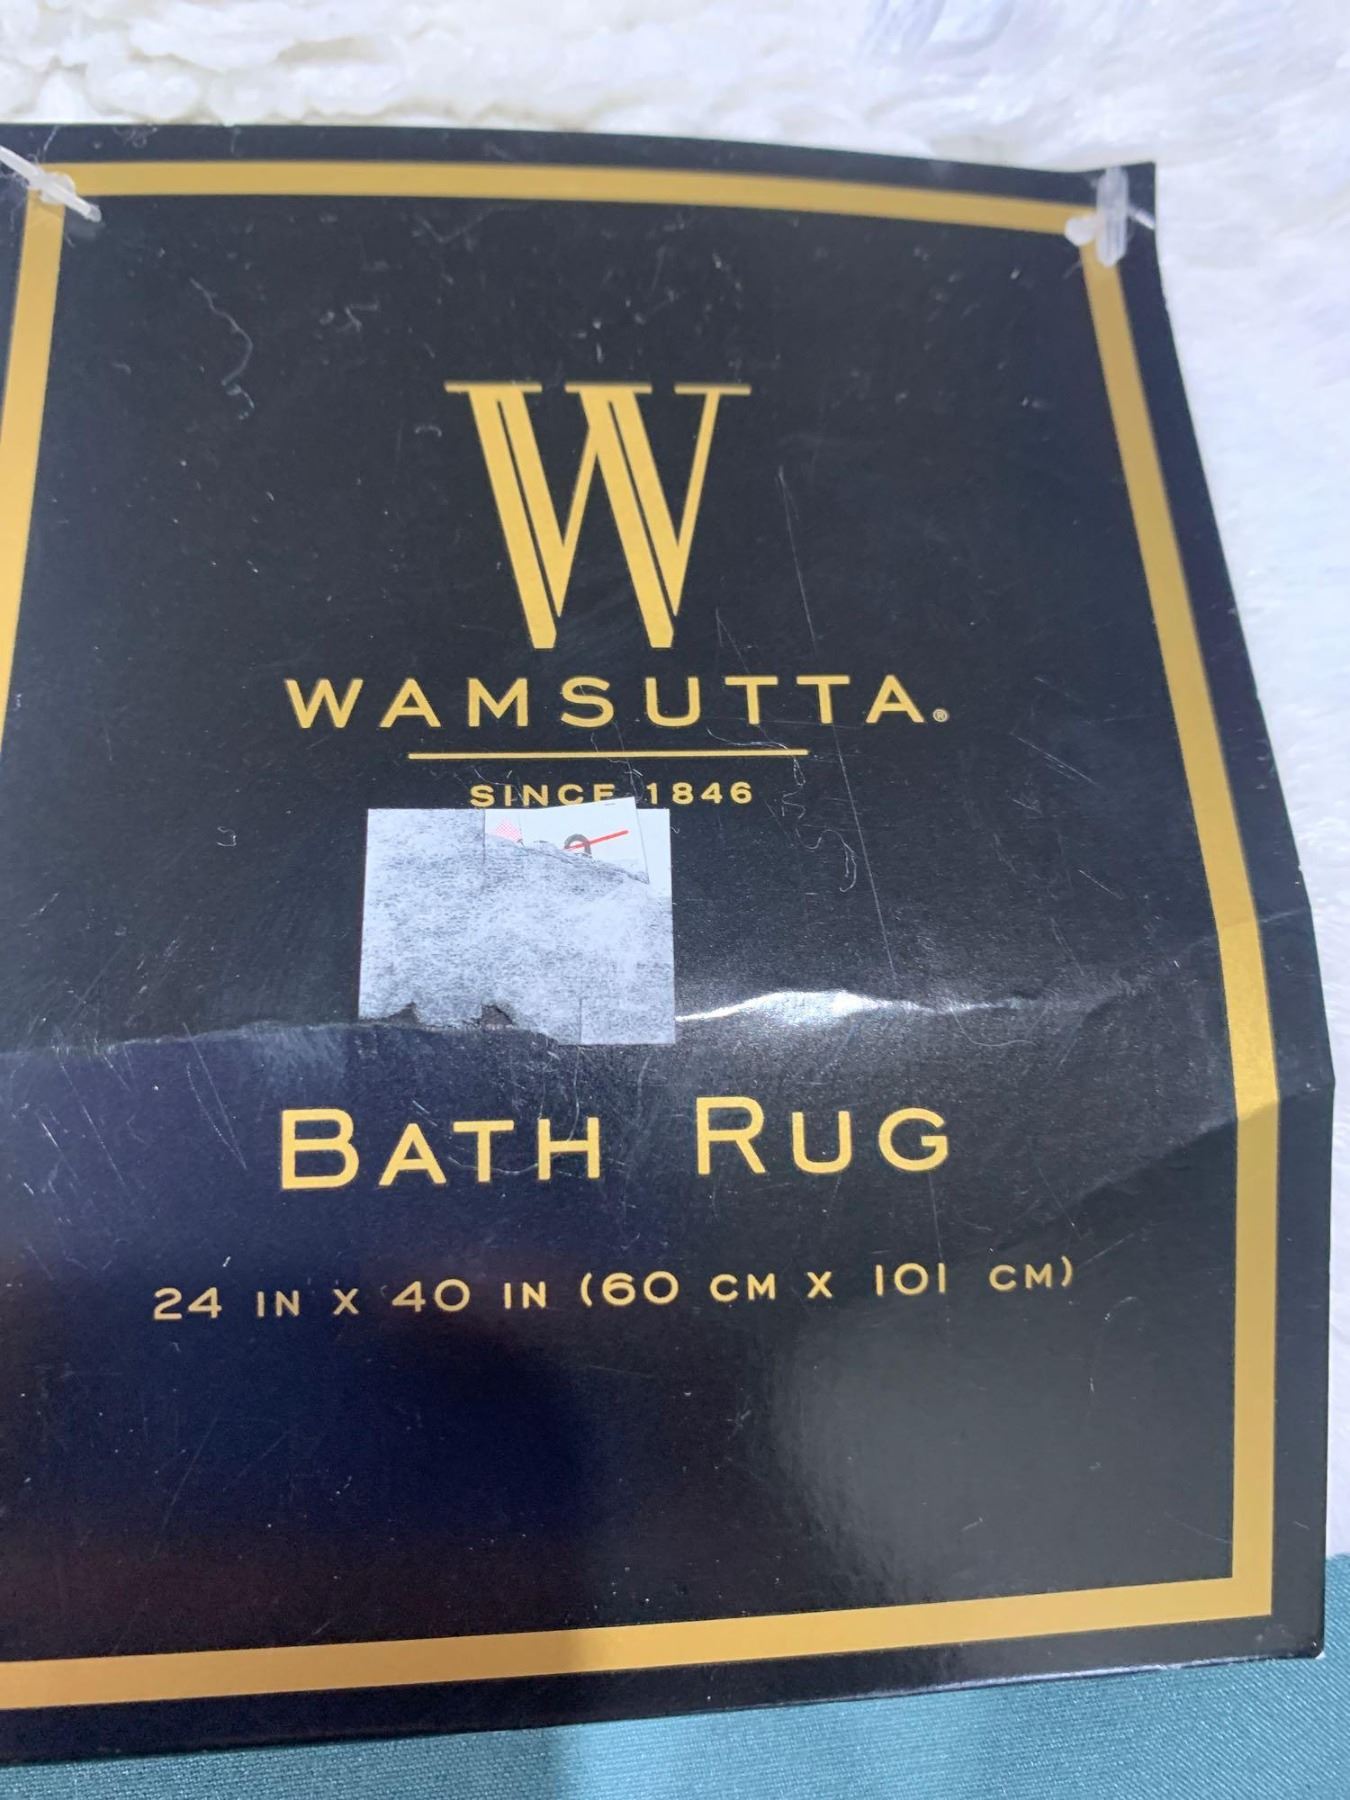 W
WAMSUTTA®
SINCE 1846
BATH RUG
24 IN X 40 IN (60 CM X 101 CM)